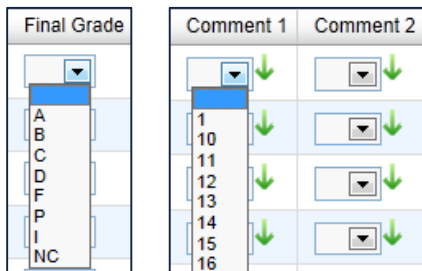 Final Grade
A
B
C
D
F
P
I
NC
Comment 1 Comment 2
1
10
11
12
13
14
15
16